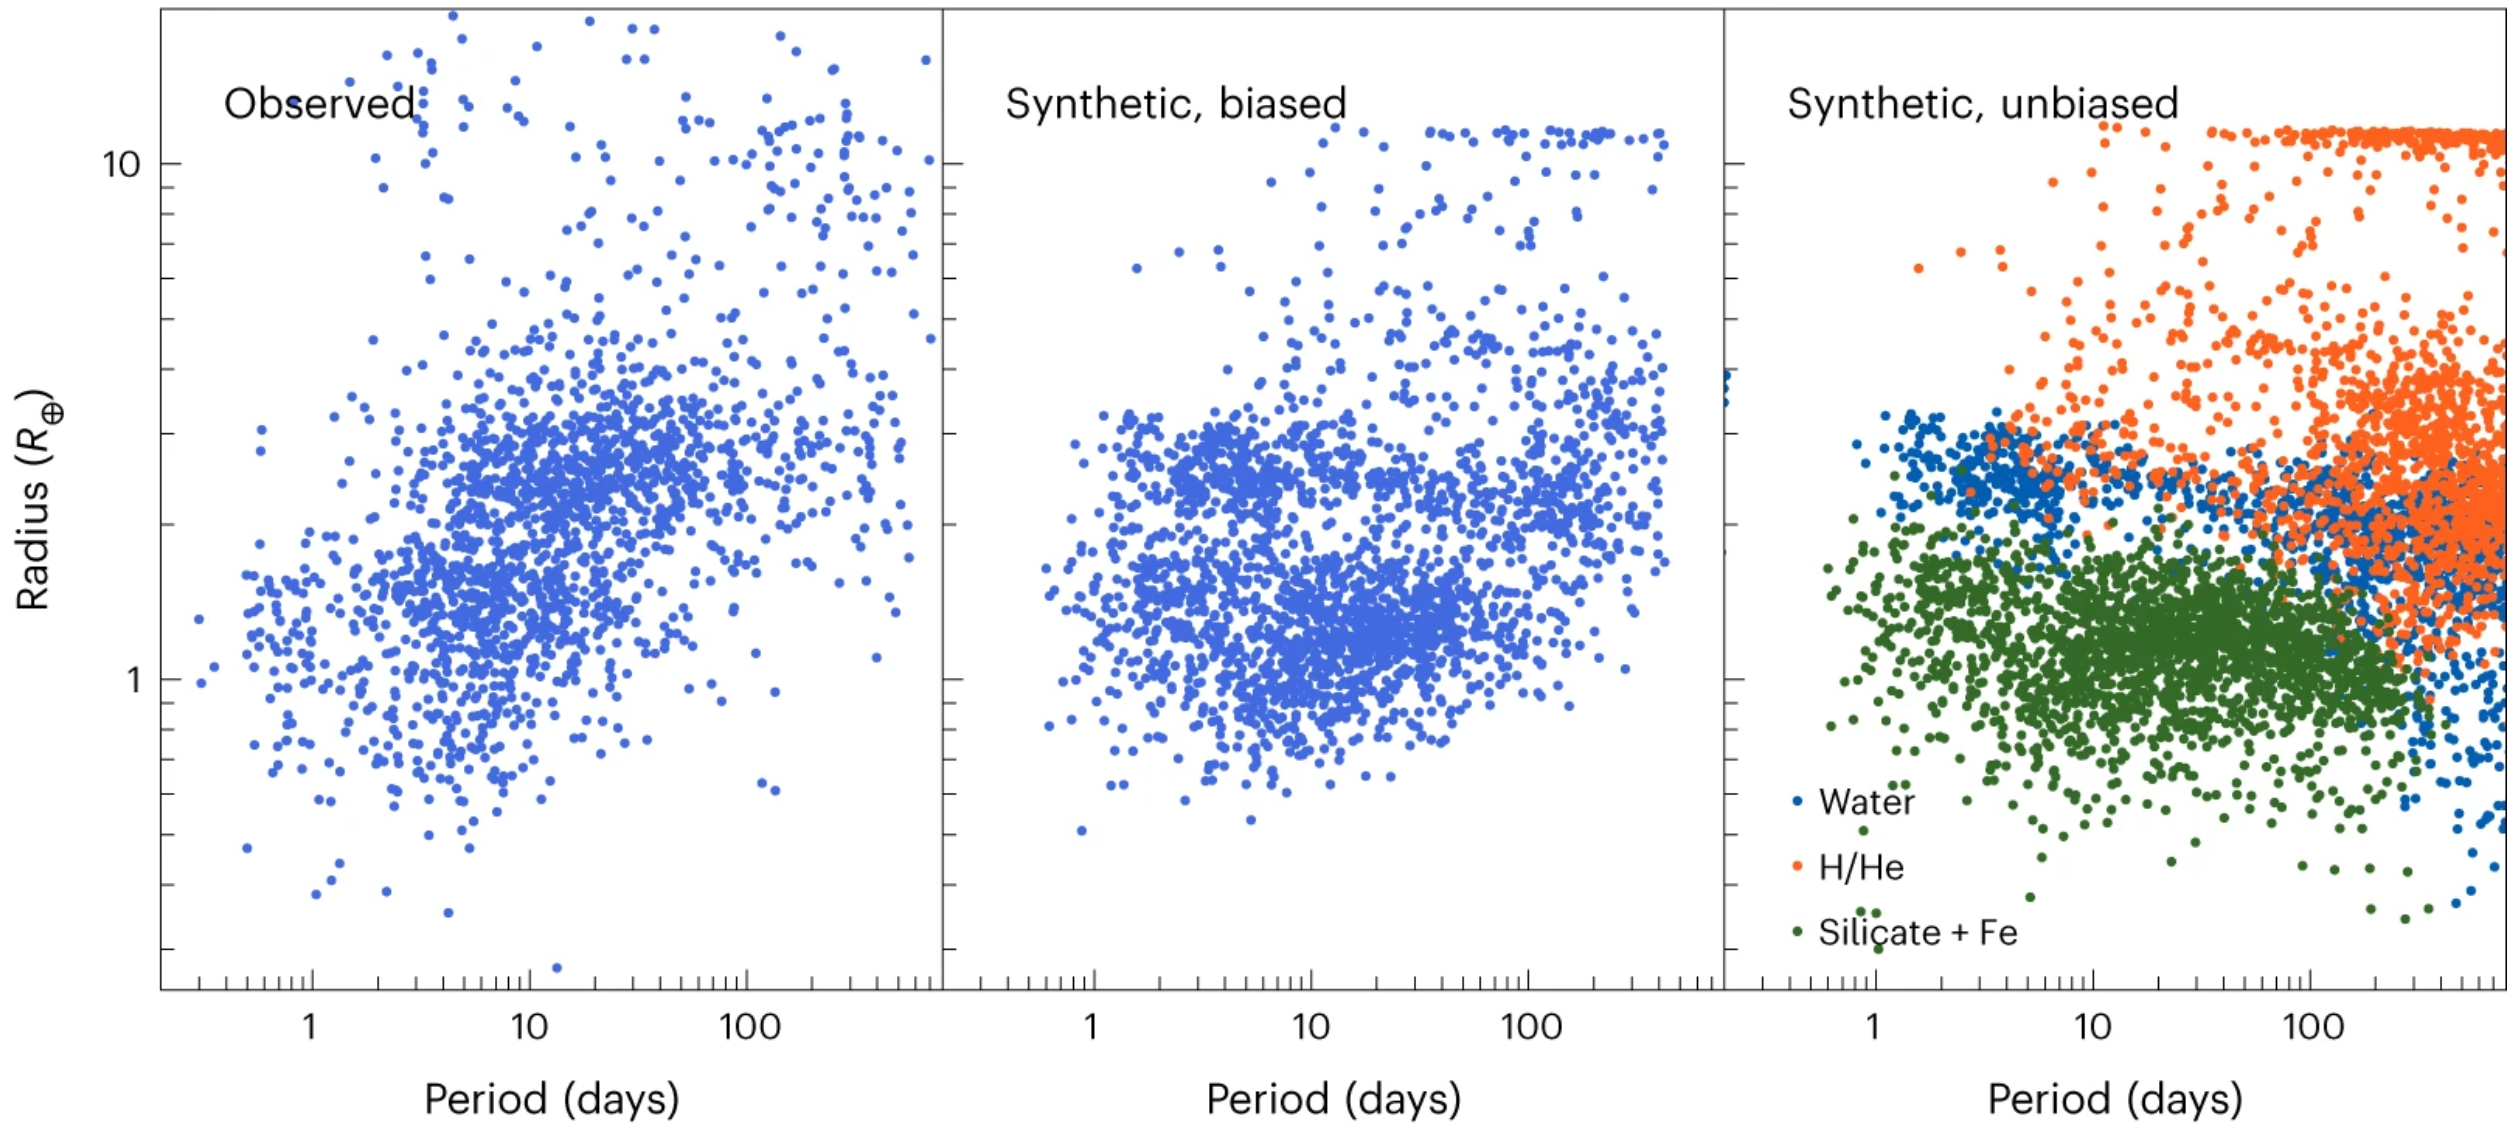 Observed
Synthetic, biased
Synthetic, unbiased
10
1
Radius (R⊕)
Water
H/He
Silicate + Fe
1 10 100
1 10 100
1 10 100
Period (days)
Period (days)
Period (days)